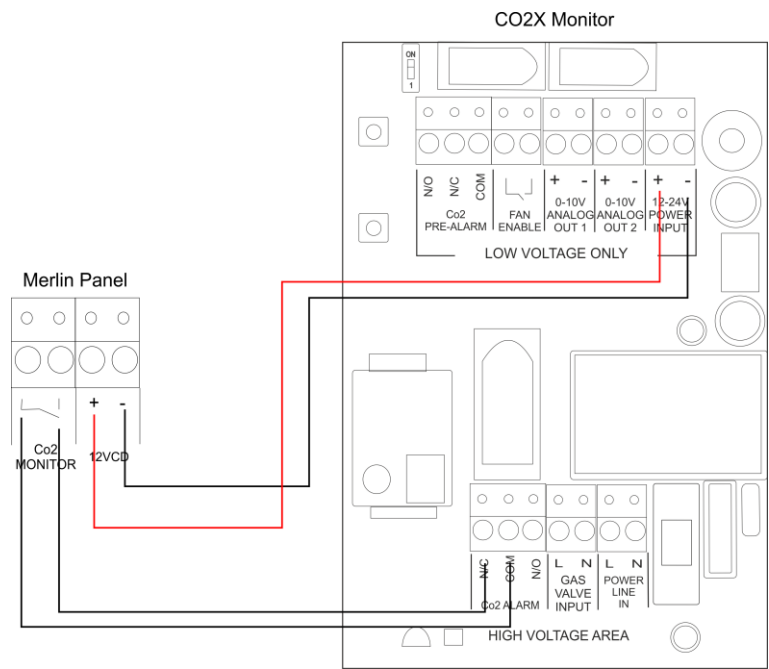 CO2X Monitor
ON
1
N/O N/C COM
+ - + - + -
Co2
PRE-ALARM
FAN
ENABLE
0-10V
ANALOG
OUT 1
0-10V
ANALOG
OUT 2
12-24V
POWER
INPUT
LOW VOLTAGE ONLY
Merlin Panel
+ -
Co2
MONITOR
12VCD
N/C COM N/O
Co2 ALARM
L N
GAS
VALVE
INPUT
L N
POWER
LINE
IN
HIGH VOLTAGE AREA